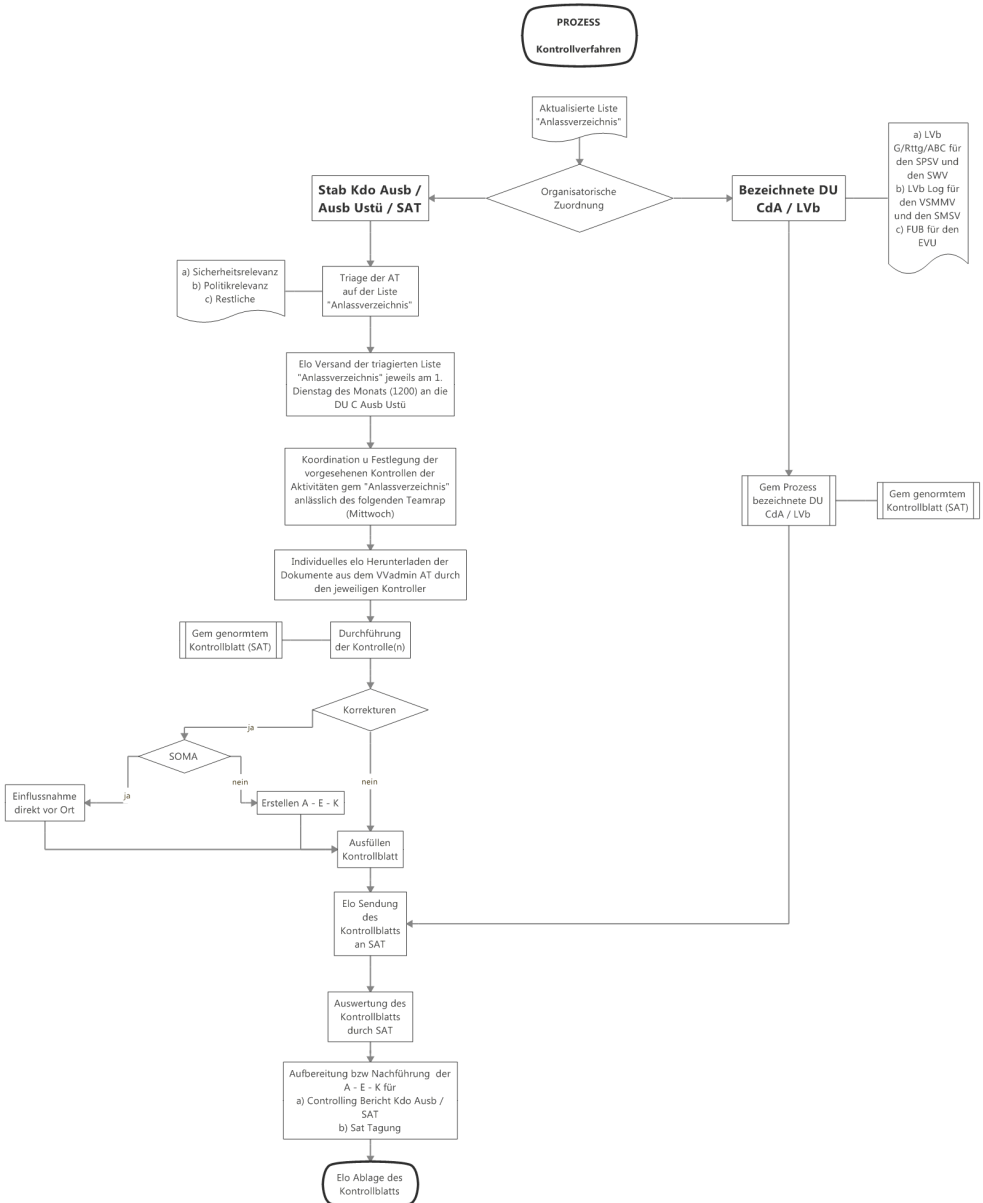 PROZESS
Kontrollverfahren
Aktualisierte Liste
"Anlassverzeichnis"
Organisatorische
Zuordnung
Stab Kdo Ausb /
Ausb Ustü / SAT
Bezeichnete DU
CdA / LVb
a) LVb
G/Rttg/ABC für
den SPSV und
den SWV
b) LVb Log für
den VSMMV
und den SMSV
c) FUB für den
EVU
a) Sicherheitsrelevanz
b) Politikrelevanz
c) Restliche
Triage der AT
auf der Liste
"Anlassverzeichnis"
Elo Versand der triagierten Liste
"Anlassverzeichnis" jeweils am 1.
Dienstag des Monats (1200) an die
DU C Ausb Ustü
Koordination u Festlegung der
vorgesehenen Kontrollen der
Aktivitäten gem "Anlassverzeichnis"
anlässlich des folgenden Teamrap
(Mittwoch)
Gem Prozess
bezeichnete DU
CdA / LVb
Gem genormtem
Kontrollblatt (SAT)
Individuelles elo Herunterladen der
Dokumente aus dem VVadmin AT durch
den jeweiligen Kontroller
Gem genormtem
Kontrollblatt (SAT)
Durchführung
der Kontrolle(n)
Korrekturen
ja
SOMA
nein
nein
ja
Einflussnahme
direkt vor Ort
Erstellen A - E - K
Ausfüllen
Kontrollblatt
Elo Sendung
des
Kontrollblatts
an SAT
Auswertung des
Kontrollblatts
durch SAT
Aufbereitung bzw Nachführung der
A - E - K für
a) Controlling Bericht Kdo Ausb /
SAT
b) Sat Tagung
Elo Ablage des
Kontrollblatts